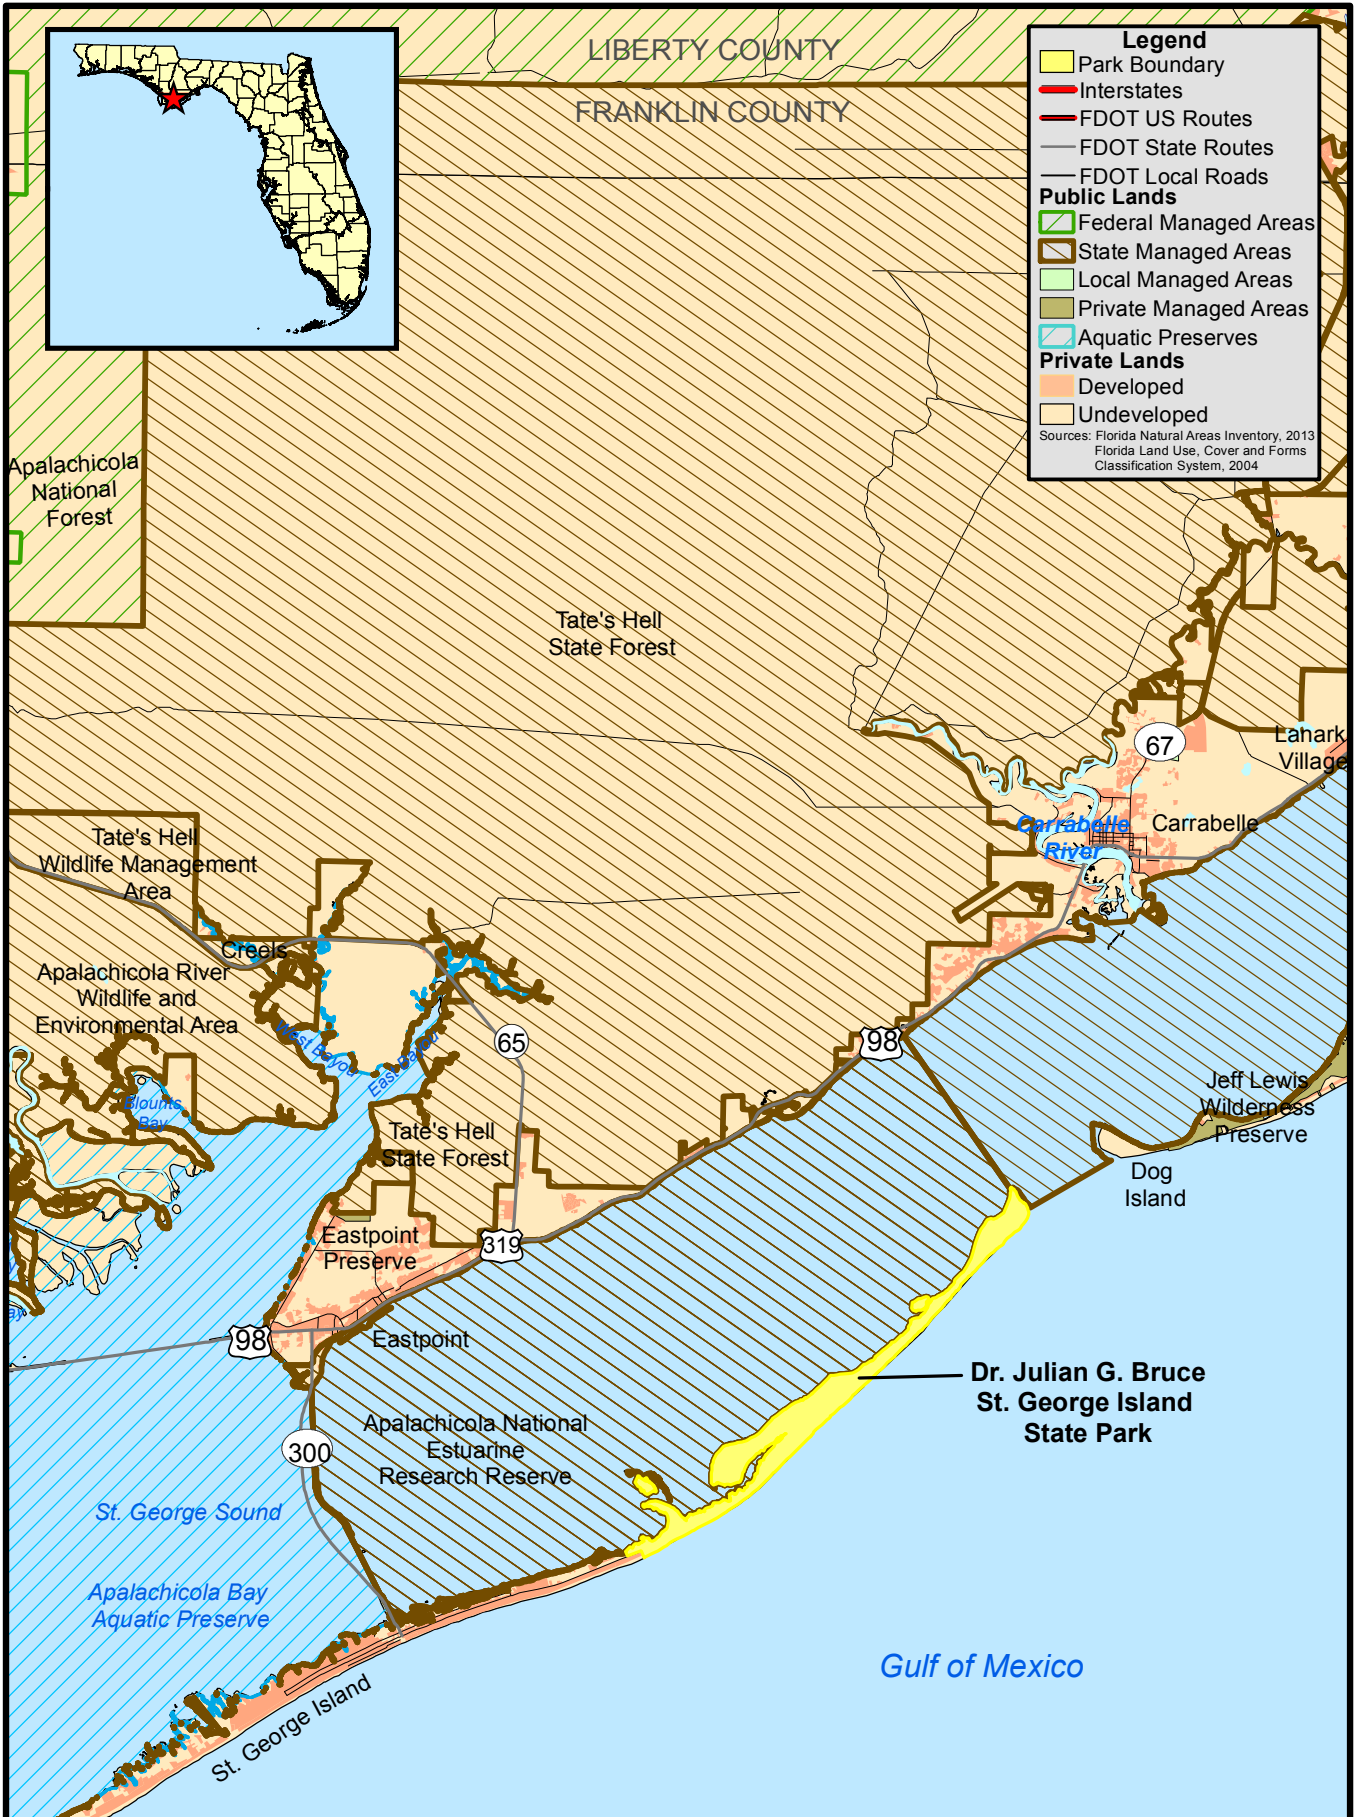 LIBERTY COUNTY
FRANKLIN COUNTY
Legend
Park Boundary
Interstates
FDOT US Routes
FDOT State Routes
FDOT Local Roads
Public Lands
Federal Managed Areas
State Managed Areas
Local Managed Areas
Private Managed Areas
Aquatic Preserves
Private Lands
Developed
Undeveloped
Sources: Florida Natural Areas Inventory, 2013
Florida Land Use, Cover and Forms
Classification System, 2004
Apalachicola
National
Forest
Tate's Hell
State Forest
67
Lanark
Village
Carrabelle
River
Carrabelle
Tate's Hell
Wildlife Management
Area
Creels
Apalachicola River
Wildlife and
Environmental Area
West Bayou
East Bayou
65
98
Blounts
Bay
Jeff Lewis
Wilderness
Preserve
Tate's Hell
State Forest
Dog
Island
Eastpoint
Preserve
319
98
Eastpoint
Dr. Julian G. Bruce
St. George Island
State Park
Apalachicola National
Estuarine
Research Reserve
300
St. George Sound
Apalachicola Bay
Aquatic Preserve
Gulf of Mexico
St. George Island